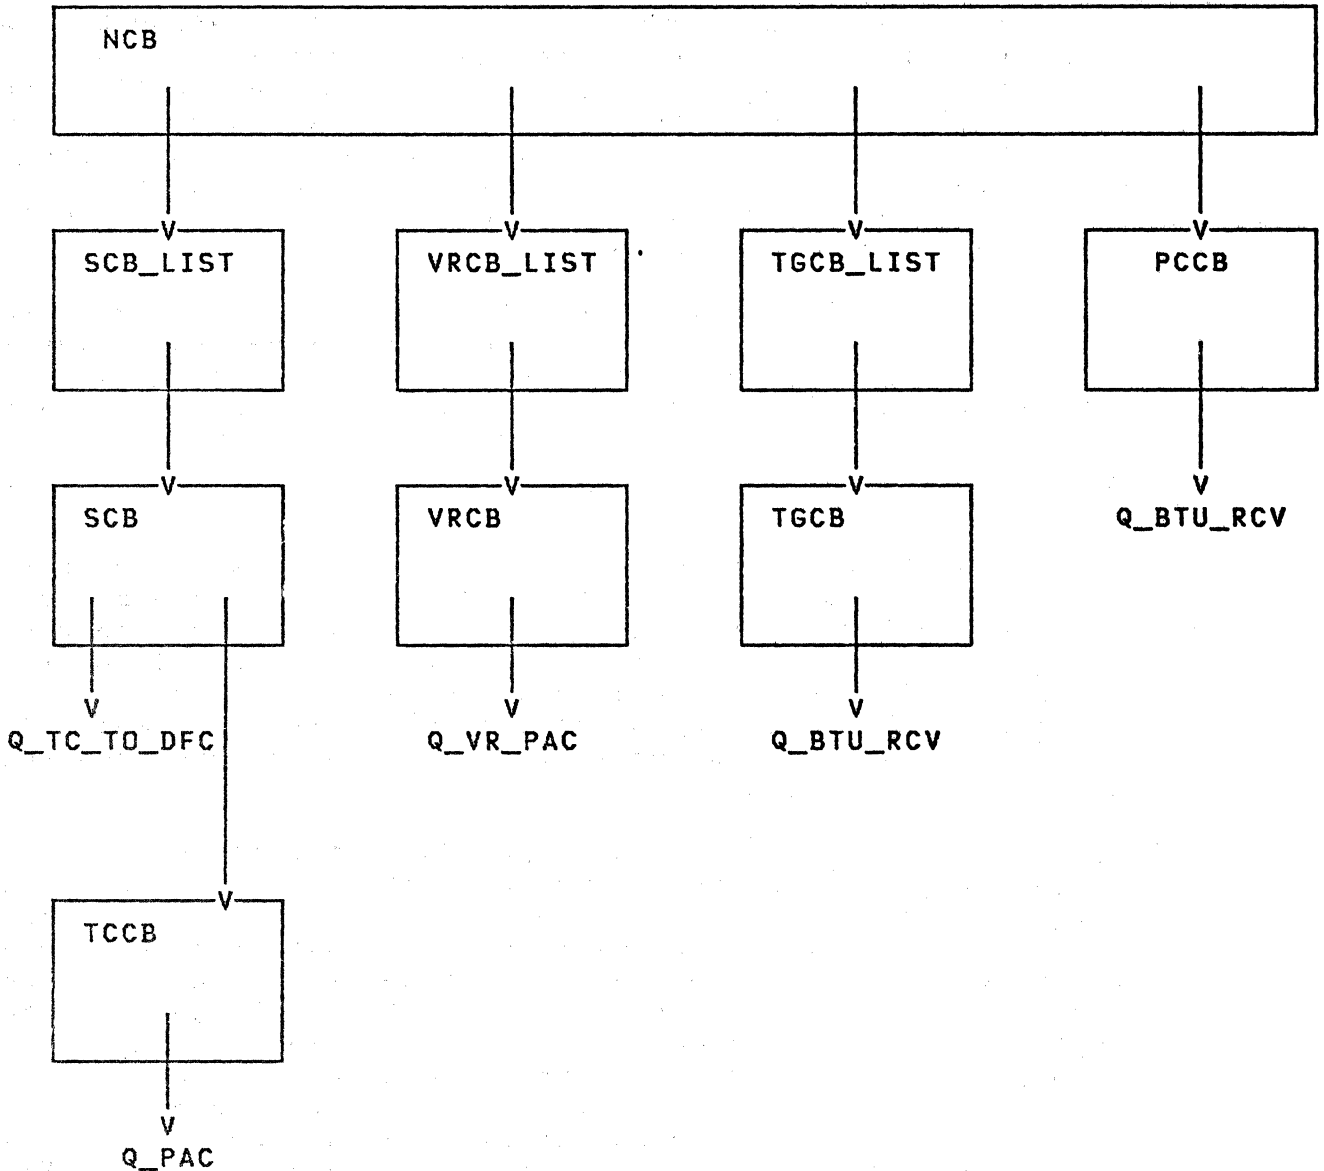 NCB
SCB_LIST VRCB_LIST TGCB_LIST PCCB
SCB VRCB TGCB Q_BTU_RCV
Q_TC_TO_DFC Q_VR_PAC Q_BTU_RCV
TCCB
Q_PAC